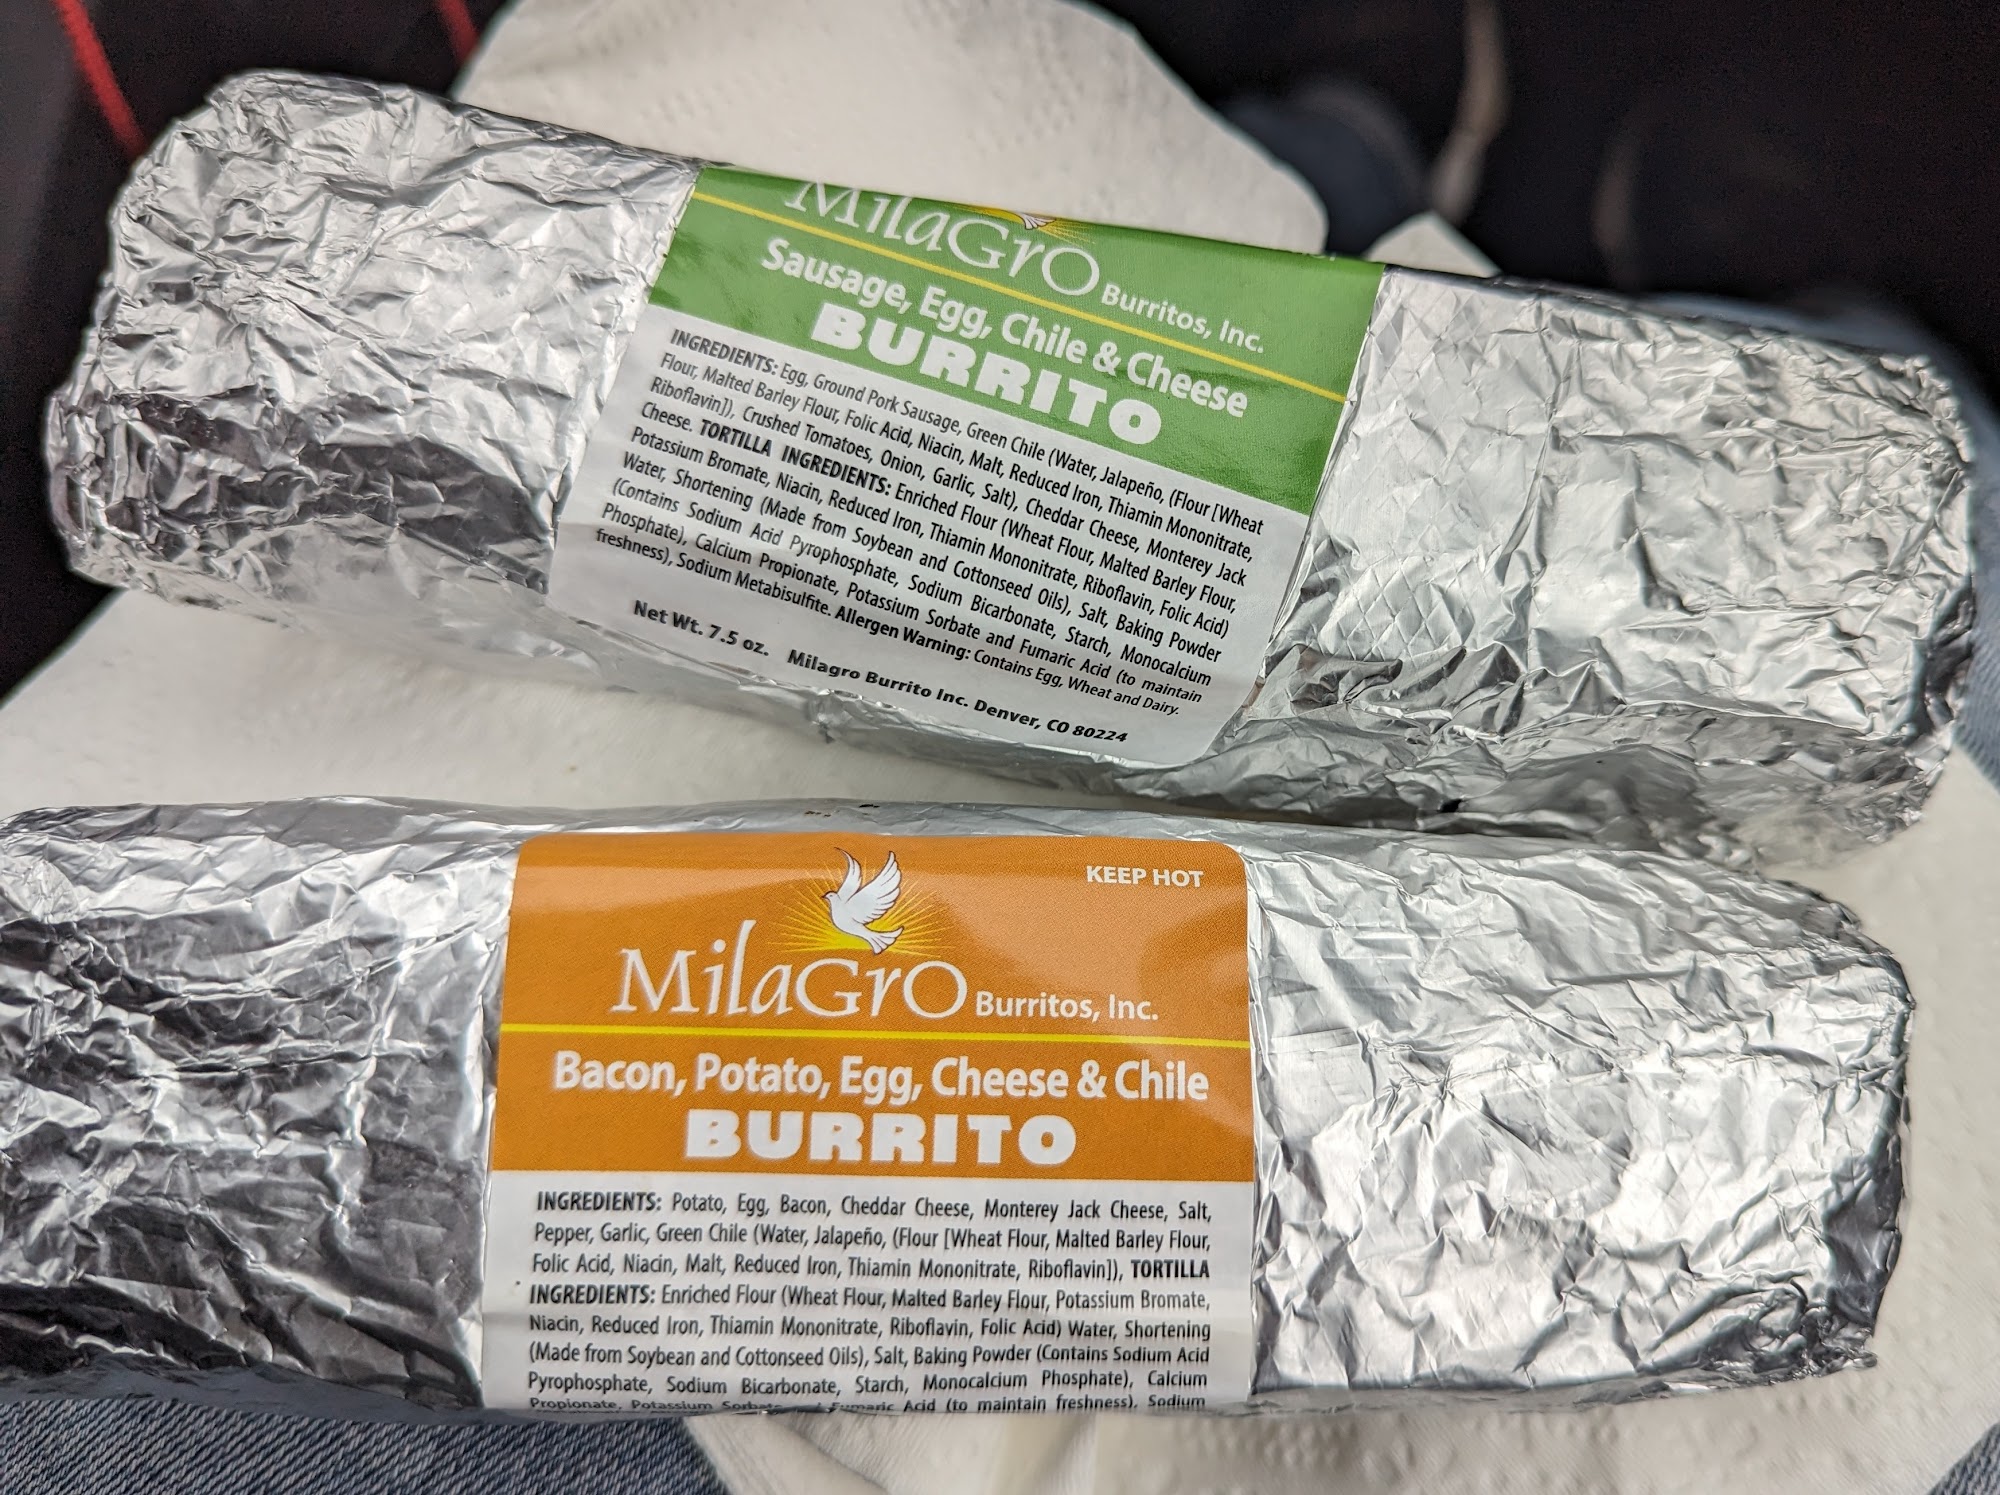 MilaGro Burritos, Inc.
Sausage, Egg, Chile & Cheese
BURRITO
INGREDIENTS: Egg, Ground Pork Sausage, Green Chile (Water, Jalapeño, (Flour [Wheat
Flour, Malted Barley Flour, Folic Acid, Niacin, Malt, Reduced Iron, Thiamin Mononitrate,
Riboflavin]), Crushed Tomatoes, Onion, Garlic, Salt), Cheddar Cheese, Monterey Jack
Cheese. TORTILLA INGREDIENTS: Enriched Flour (Wheat Flour, Malted Barley Flour,
Potassium Bromate, Niacin, Reduced Iron, Thiamin Mononitrate, Riboflavin, Folic Acid)
Water, Shortening (Made from Soybean and Cottonseed Oils), Salt, Baking Powder
(Contains Sodium Acid Pyrophosphate, Sodium Bicarbonate, Starch, Monocalcium
Phosphate), Calcium Propionate, Potassium Sorbate and Fumaric Acid (to maintain
freshness), Sodium Metabisulfite. Allergen Warning: Contains Egg, Wheat and Dairy.
Net Wt. 7.5 oz. Milagro Burrito Inc. Denver, CO 80224
KEEP HOT
MilaGro Burritos, Inc.
Bacon, Potato, Egg, Cheese & Chile
BURRITO
INGREDIENTS: Potato, Egg, Bacon, Cheddar Cheese, Monterey Jack Cheese, Salt,
Pepper, Garlic, Green Chile (Water, Jalapeño, (Flour [Wheat Flour, Malted Barley Flour,
Folic Acid, Niacin, Malt, Reduced Iron, Thiamin Mononitrate, Riboflavin]), TORTILLA
INGREDIENTS: Enriched Flour (Wheat Flour, Malted Barley Flour, Potassium Bromate,
Niacin, Reduced Iron, Thiamin Mononitrate, Riboflavin, Folic Acid) Water, Shortening
(Made from Soybean and Cottonseed Oils), Salt, Baking Powder (Contains Sodium Acid
Pyrophosphate, Sodium Bicarbonate, Starch, Monocalcium Phosphate), Calcium
Propionate, Potassium Sorbate Fumaric Acid (to maintain freshness), Sodium